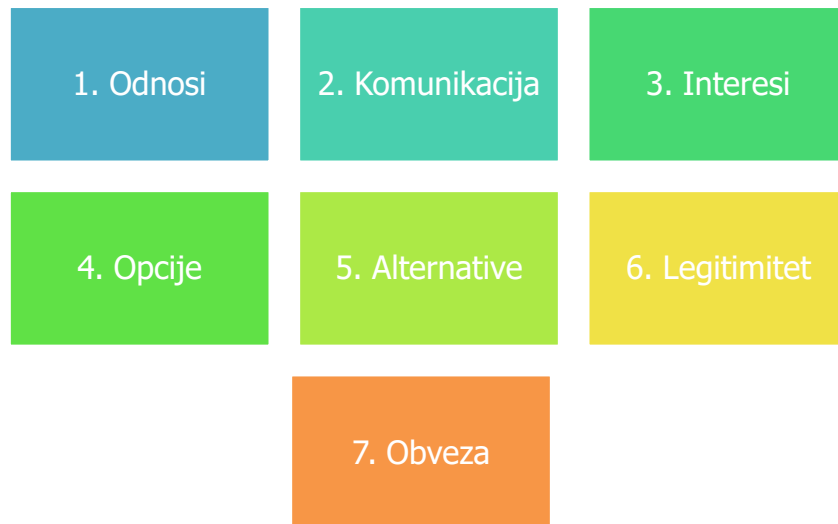 1. Odnosi
2. Komunikacija
3. Interesi
4. Opcije
5. Alternative
6. Legitimitet
7. Obveza